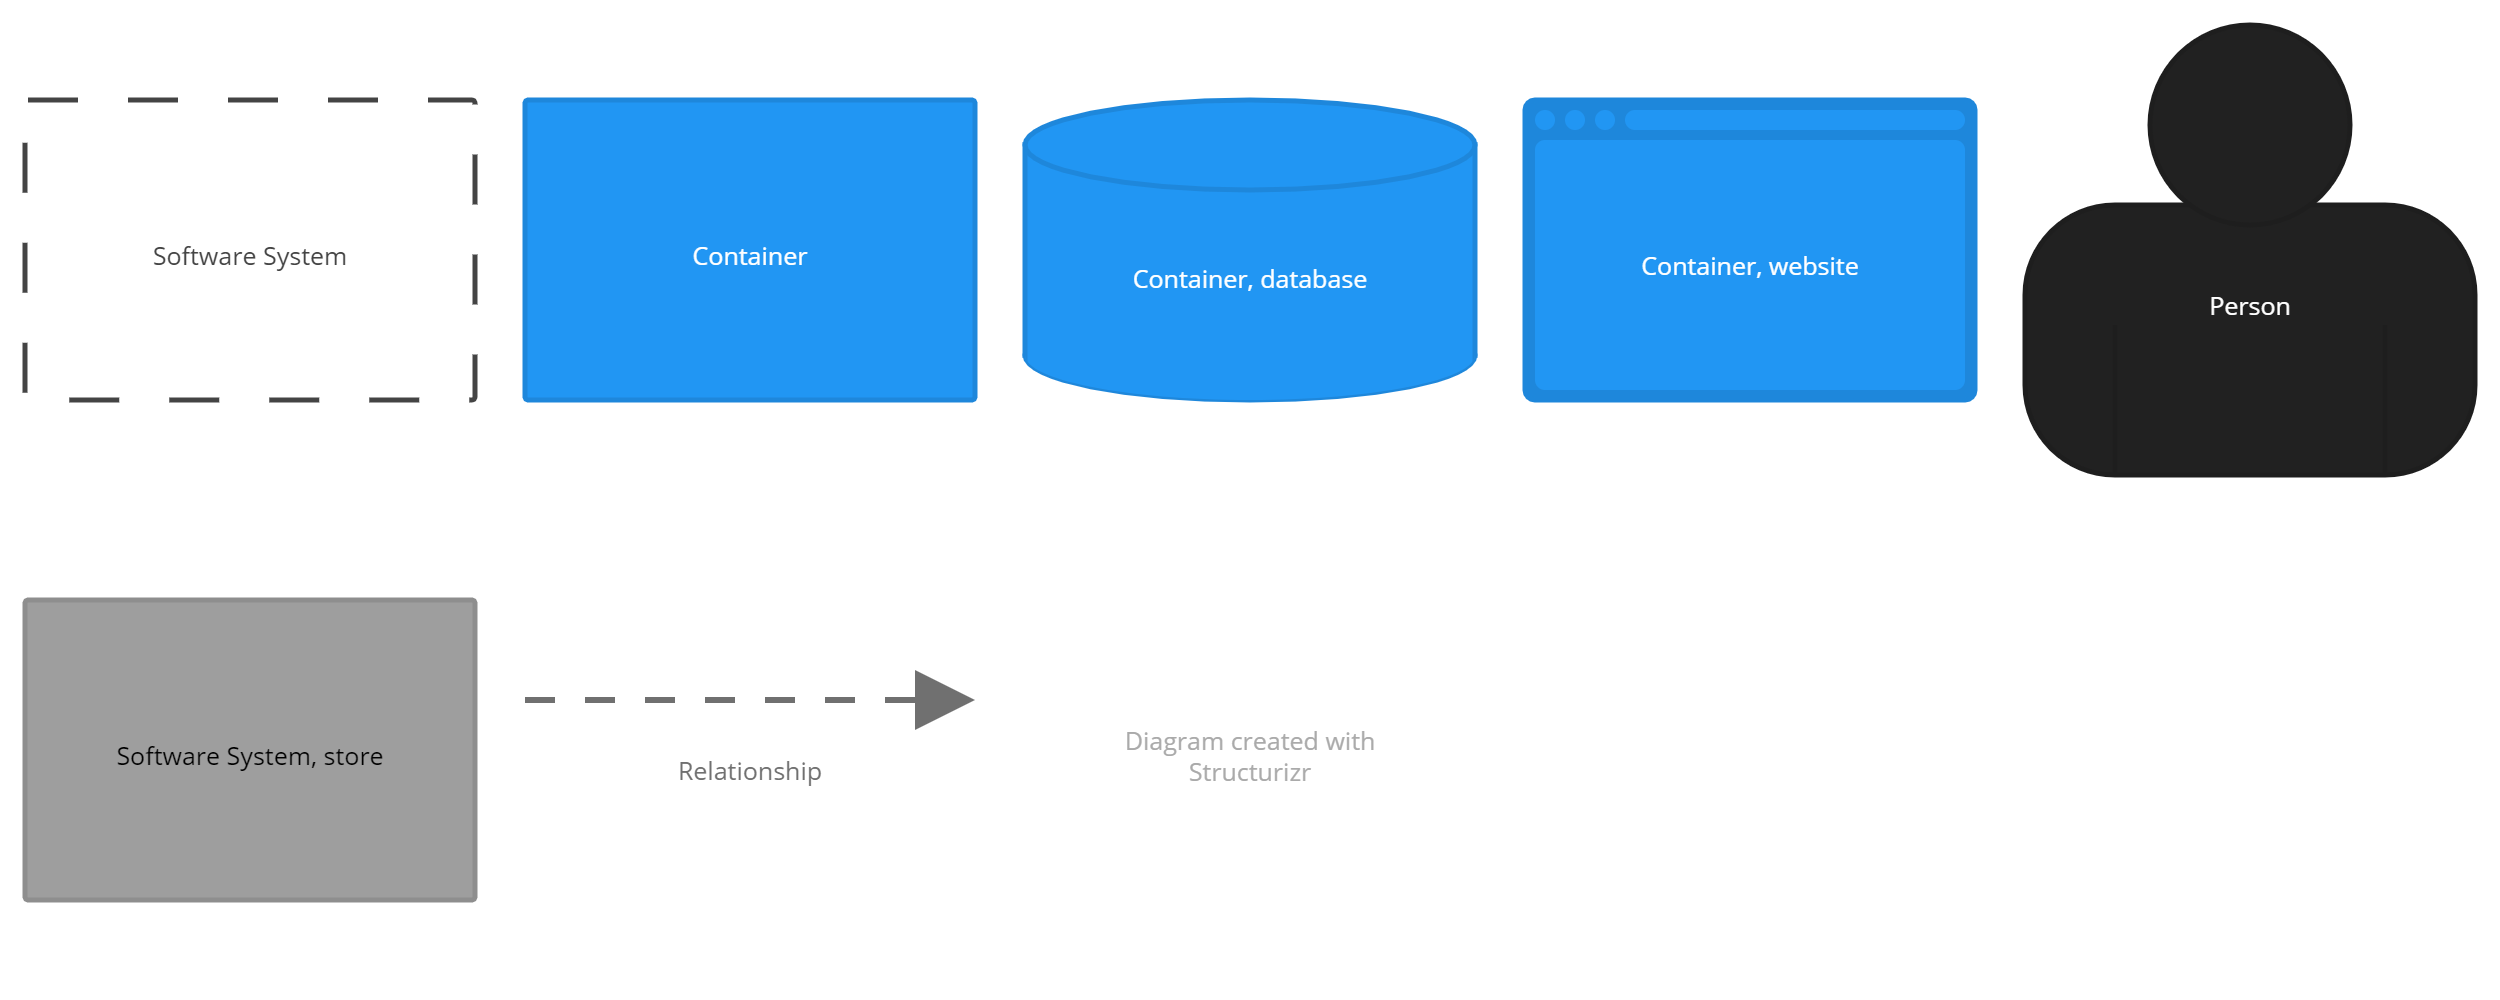 Software System
Container
Container, database
Container, website
Person
Software System, store
Relationship
Diagram created with
Structurizr